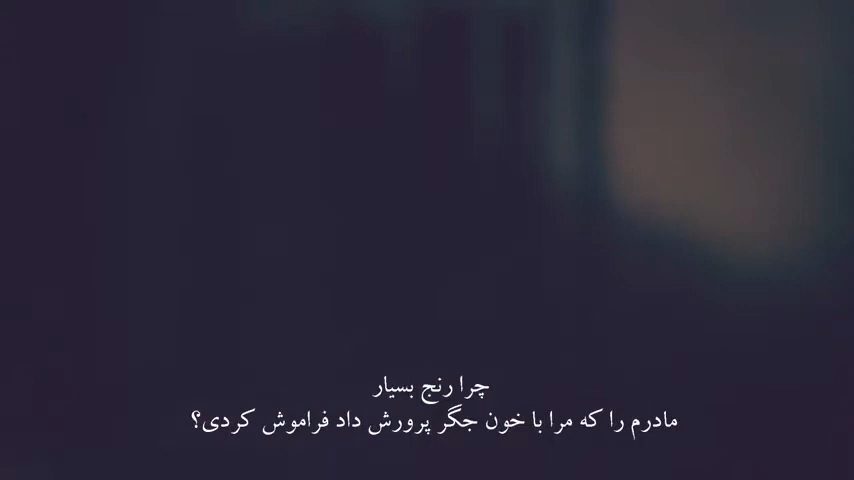 چرا رنج بسیار
مادرم را که مرا با خون جگر پرورش داد فراموش کردی؟